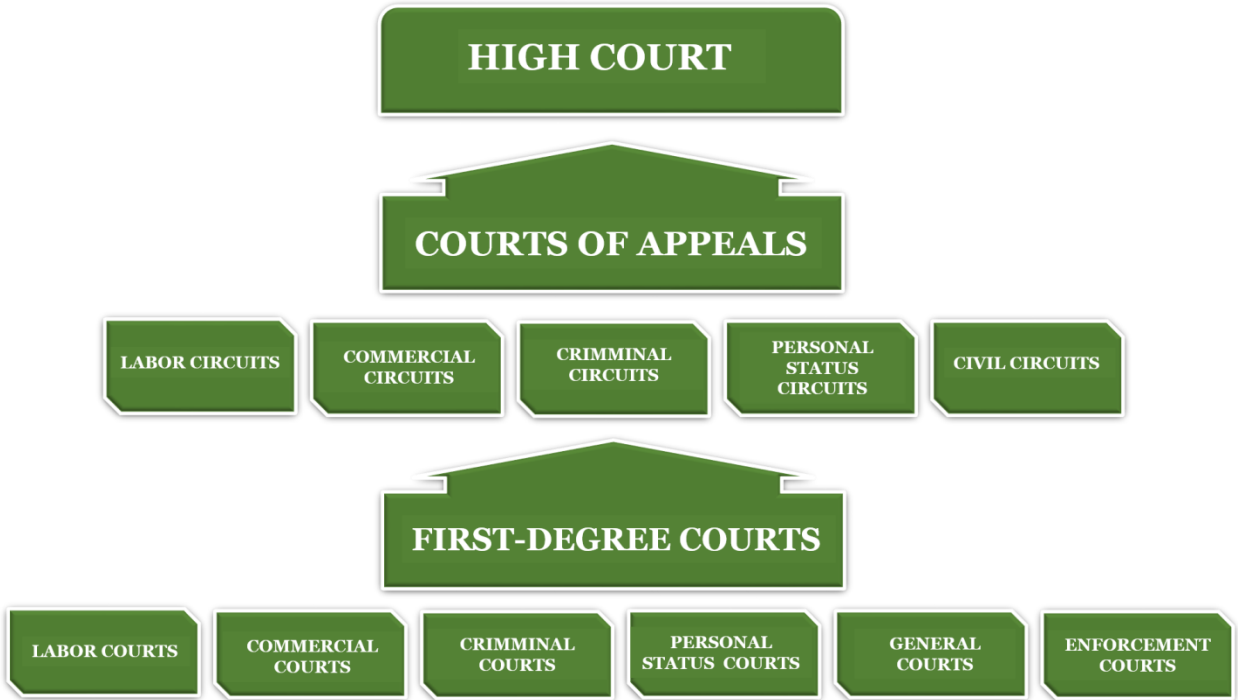 HIGH COURT
COURTS OF APPEALS
LABOR CIRCUITS
COMMERCIAL
CIRCUITS
CRIMMINAL
CIRCUITS
PERSONAL
STATUS
CIRCUITS
CIVIL CIRCUITS
FIRST-DEGREE COURTS
LABOR COURTS
COMMERCIAL
COURTS
CRIMMINAL
COURTS
PERSONAL
STATUS COURTS
GENERAL
COURTS
ENFORCEMENT
COURTS